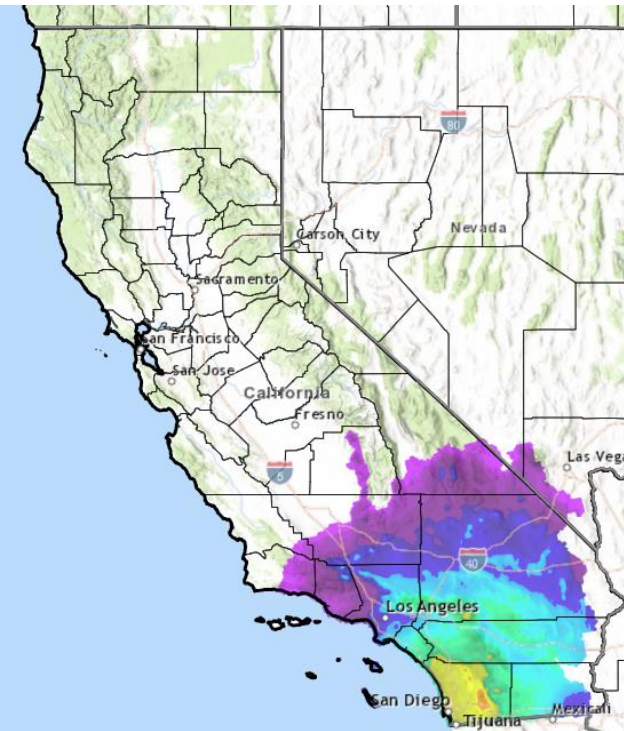 80
Carson City
Nevada
Sacramento
San Francisco
San Jose
California
Fresno
5
Las Vega
40
Los Angeles
San Diego
Mexicali
Tijuana